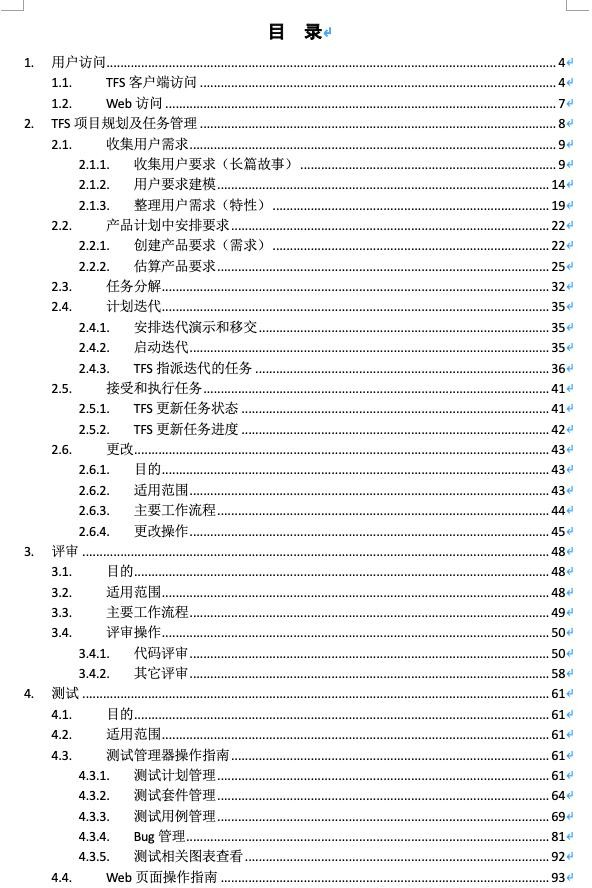 目 录
1. 用户访问 4
1.1. TFS 客户端访问 4
1.2. Web 访问 7
2. TFS 项目规划及任务管理 8
2.1. 收集用户需求 9
2.1.1. 收集用户要求（长篇故事） 9
2.1.2. 用户要求建模 14
2.1.3. 整理用户需求（特性） 19
2.2. 产品计划中安排要求 22
2.2.1. 创建产品要求（需求） 22
2.2.2. 估算产品要求 25
2.3. 任务分解 32
2.4. 计划迭代 35
2.4.1. 安排迭代演示和移交 35
2.4.2. 启动迭代 35
2.4.3. TFS 指派迭代的任务 36
2.5. 接受和执行任务 41
2.5.1. TFS 更新任务状态 41
2.5.2. TFS 更新任务进度 42
2.6. 更改 43
2.6.1. 目的 43
2.6.2. 适用范围 43
2.6.3. 主要工作流程 44
2.6.4. 更改操作 45
3. 评审 48
3.1. 目的 48
3.2. 适用范围 48
3.3. 主要工作流程 49
3.4. 评审操作 50
3.4.1. 代码评审 50
3.4.2. 其它评审 58
4. 测试 61
4.1. 目的 61
4.2. 适用范围 61
4.3. 测试管理器操作指南 61
4.3.1. 测试计划管理 61
4.3.2. 测试套件管理 64
4.3.3. 测试用例管理 69
4.3.4. Bug 管理 81
4.3.5. 测试相关图表查看 92
4.4. Web 页面操作指南 93